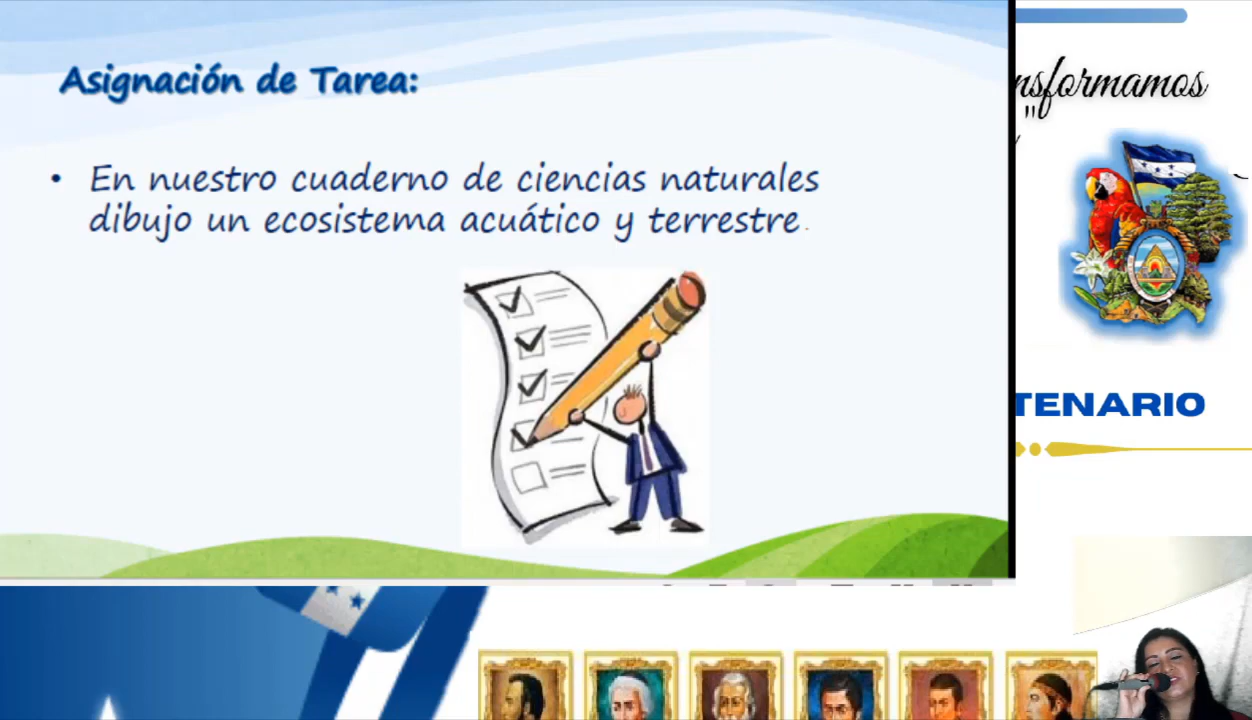 Asignación de Tarea:
• En nuestro cuaderno de ciencias naturales
dibujo un ecosistema acuático y terrestre.
nsformamos
"
TENARIO